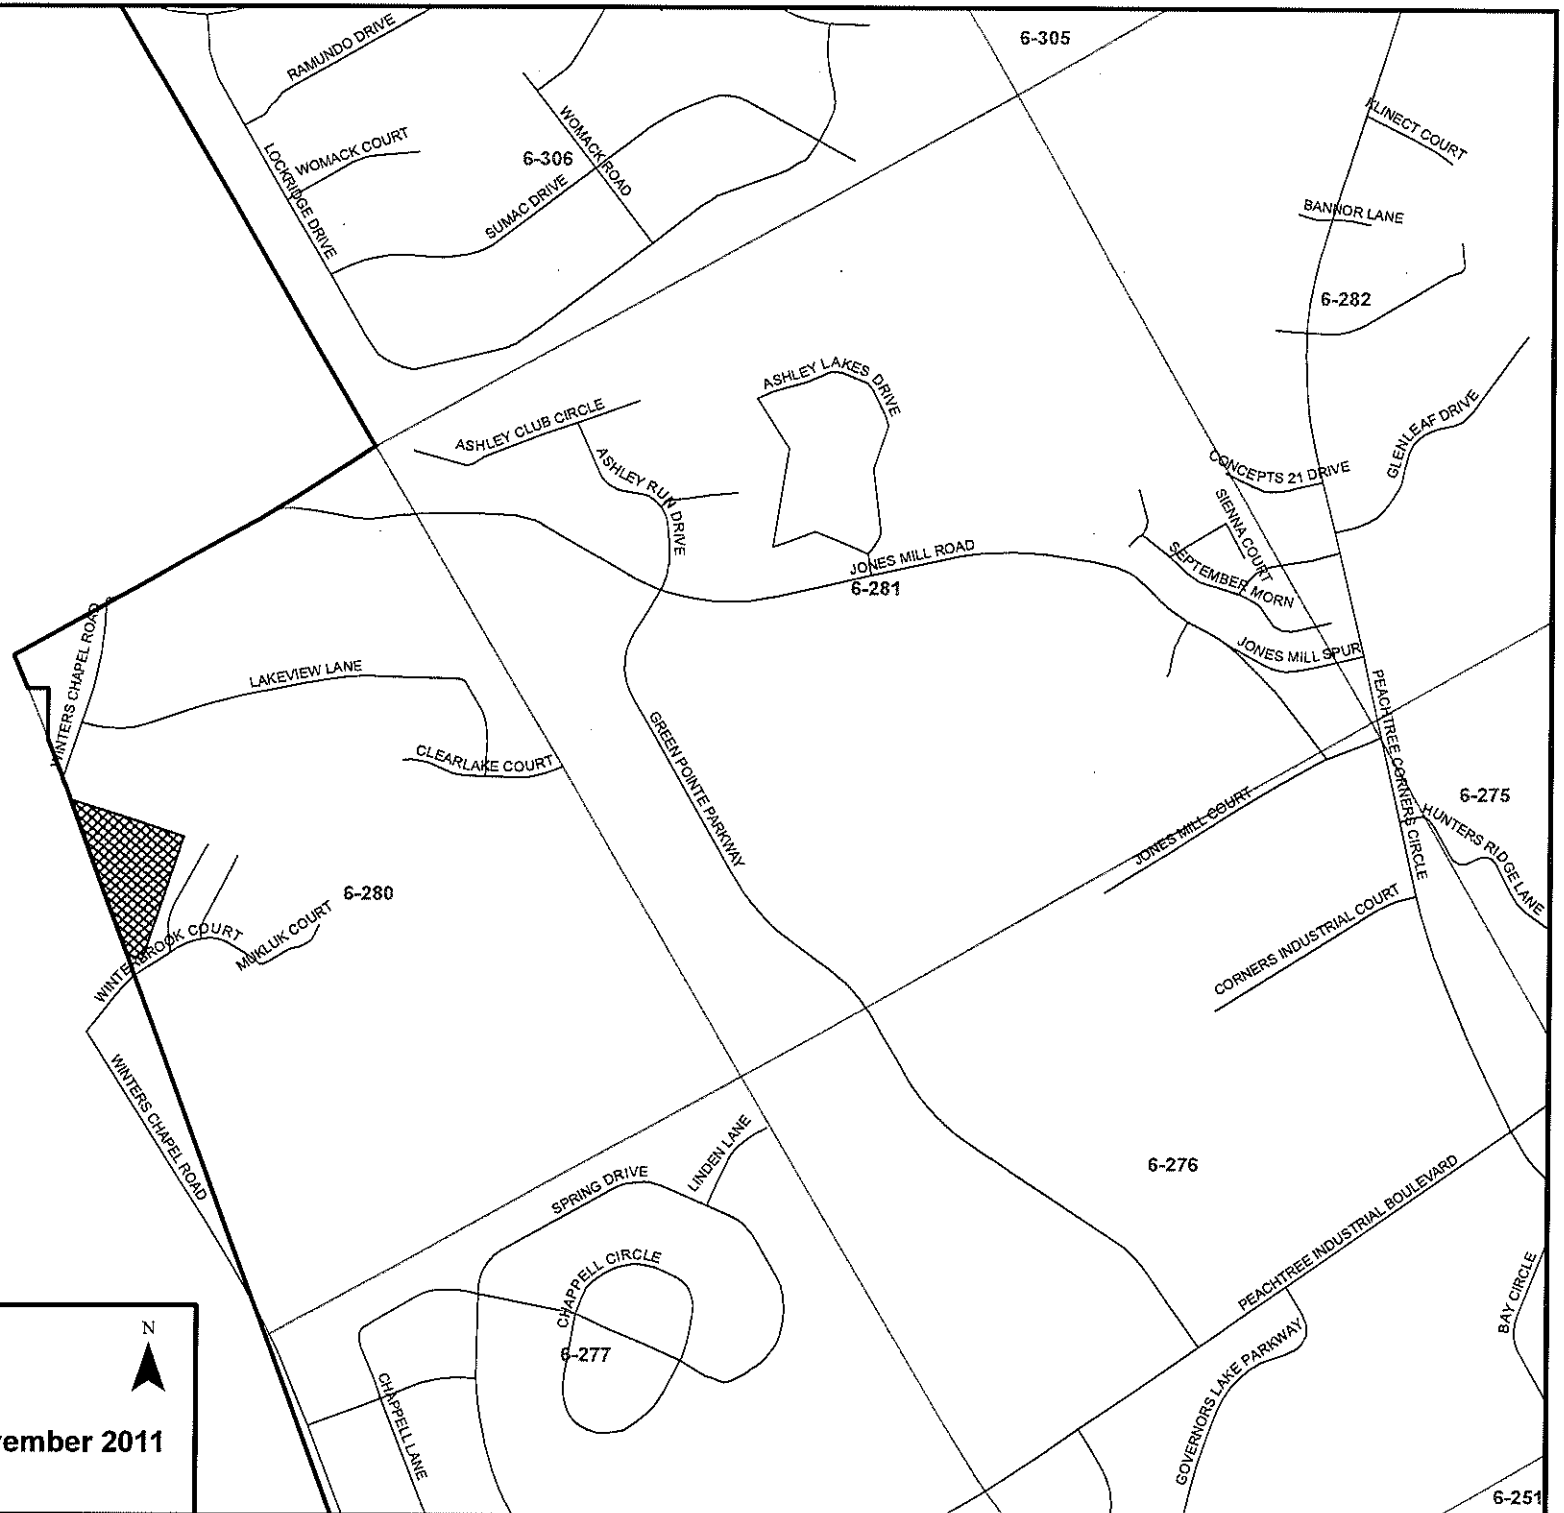 6-305
RAMUNDO DRIVE
KLINECT COURT
WOMACK COURT
WOMACK ROAD
6-306
LOCKRIDGE DRIVE
SUMAC DRIVE
BANNOR LANE
6-282
ASHLEY LAKES DRIVE
ASHLEY CLUB CIRCLE
GLENLEAF DRIVE
ASHLEY RUN DRIVE
CONCEPTS 21 DRIVE
SIENNA COURT
JONES MILL ROAD
SEPTEMBER MORN
6-281
WINTERS CHAPEL ROAD
JONES MILL SPUR
LAKEVIEW LANE
PEACHTREE CORNERS CIRCLE
GREEN POINTE PARKWAY
CLEARLAKE COURT
6-275
JONES MILL COURT
HUNTERS RIDGE LANE
6-280
CORNERS INDUSTRIAL COURT
WINTERBROOK COURT
MUKLUK COURT
WINTERS CHAPEL ROAD
LINDEN LANE
6-276
SPRING DRIVE
PEACHTREE INDUSTRIAL BOULEVARD
CHAPPELL CIRCLE
BAY CIRCLE
N
6-277
GOVERNORS LAKE PARKWAY
CHAPPELL LANE
vember 2011
6-251